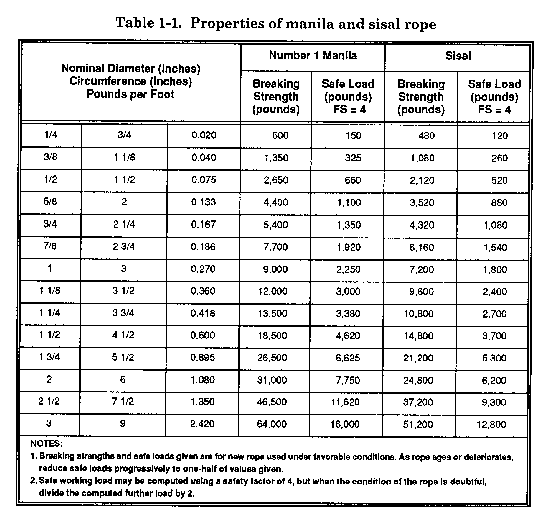 Table 1-1. Properties of manila and sisal rope
Nominal Diameter (Inches)
Circumference (Inches)
Pounds per Foot
Number 1 Manila
Sisal
Breaking Strength (pounds)
Safe Load (pounds) FS = 4
Breaking Strength (pounds)
Safe Load (pounds) FS = 4
1/4 3/4 0.020 600 150 480 120
3/8 1 1/8 0.040 1,350 325 1,080 260
1/2 1 1/2 0.075 2,650 660 2,120 520
5/8 2 0.133 4,400 1,100 3,520 880
3/4 2 1/4 0.167 5,400 1,350 4,320 1,080
7/8 2 3/4 0.186 7,700 1,920 6,160 1,540
1 3 0.270 9,000 2,250 7,200 1,800
1 1/8 3 1/2 0.360 12,000 3,000 9,600 2,400
1 1/4 3 3/4 0.418 13,500 3,380 10,800 2,700
1 1/2 4 1/2 0.600 18,500 4,620 14,800 3,700
1 3/4 5 1/2 0.895 26,500 6,625 21,200 5,300
2 6 1.080 31,000 7,750 24,800 6,200
2 1/2 7 1/2 1.350 46,500 11,620 37,200 9,300
3 9 2.420 64,000 16,000 51,200 12,800
NOTES:
1. Breaking strengths and safe loads given are for new rope used under favorable conditions. As rope ages or deteriorates,
reduce safe loads progressively to one-half of values given.
2. Safe working load may be computed using a safety factor of 4, but when the condition of the rope is doubtful,
divide the computed further load by 2.